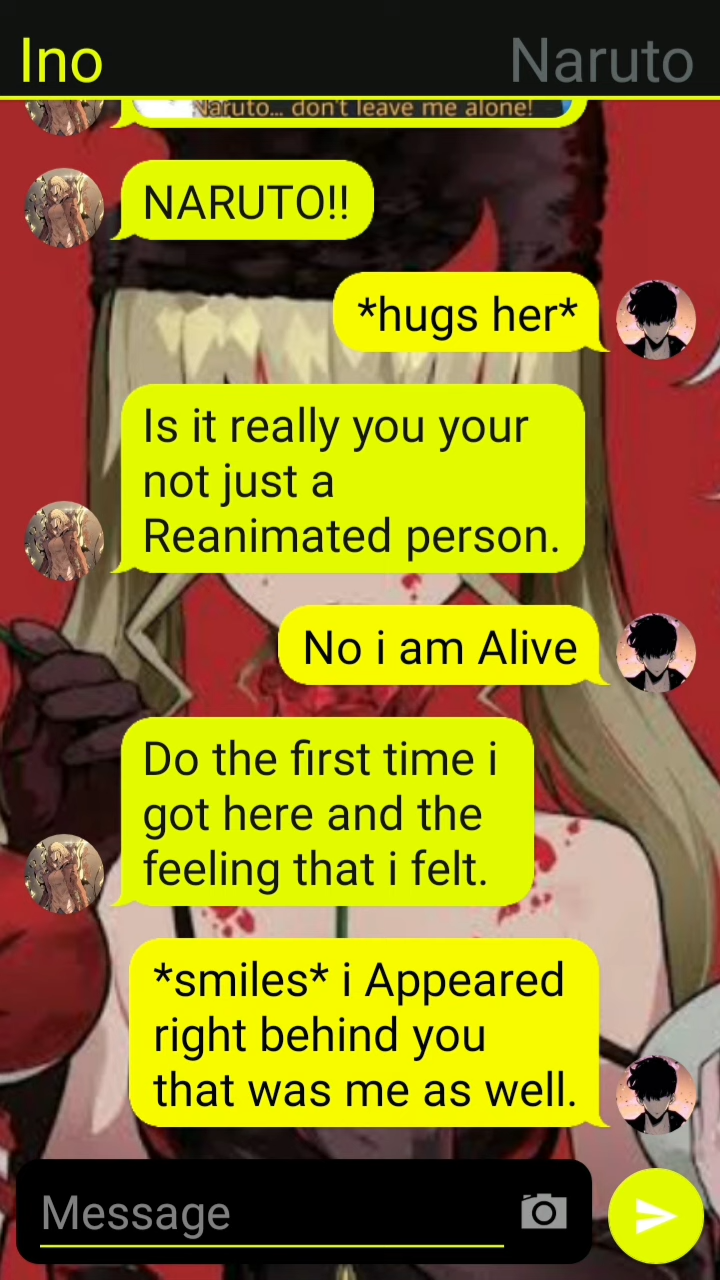 Ino
Naruto
Naruto... don't leave me alone!
NARUTO!!
*hugs her*
Is it really you your
not just a
Reanimated person.
No i am Alive
Do the first time i
got here and the
feeling that i felt.
*smiles* i Appeared
right behind you
that was me as well.
Message